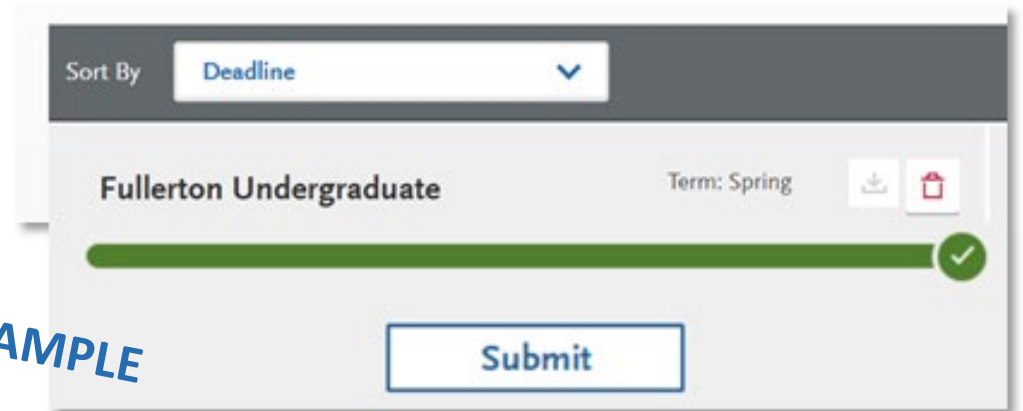 Sort By Deadline
Fullerton Undergraduate Term: Spring
Submit
AMPLE